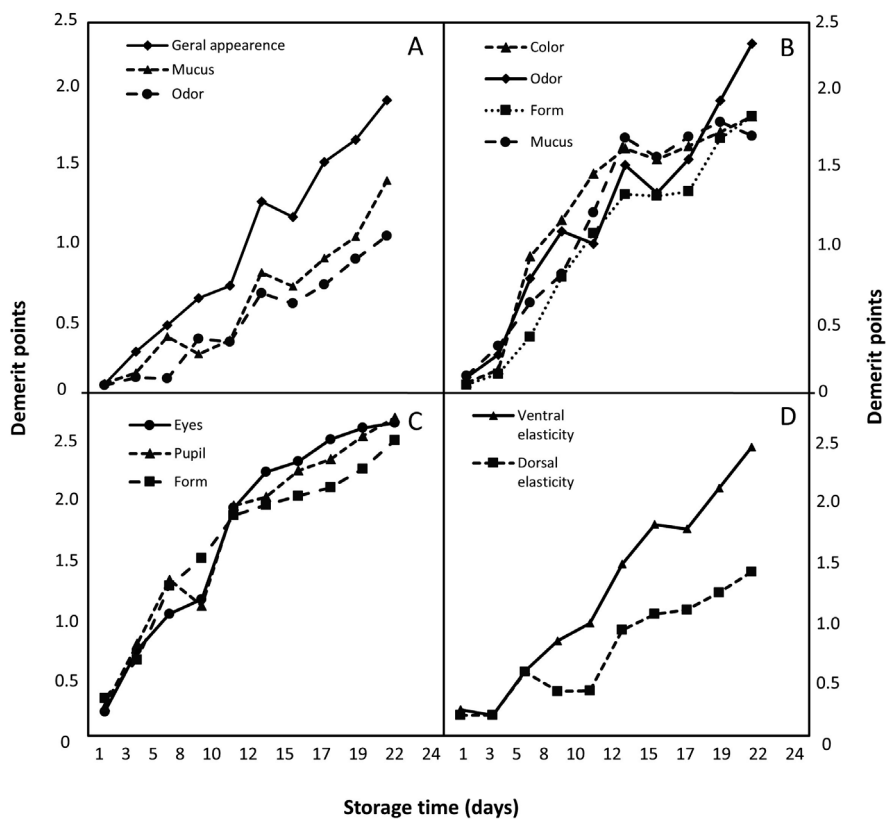 2.5
2.0
1.5
1.0
0.5
0
Geral appearence
Mucus
Odor
A
Color
Odor
Form
Mucus
B
2.5
2.0
1.5
1.0
0.5
0
Demerit points
Demerit points
2.5
2.0
1.5
1.0
0.5
0
Eyes
Pupil
Form
C
Ventral
elasticity
Dorsal
elasticity
D
2.5
2.0
1.5
1.0
0.5
0
1 3 5 8 10 12 15 17 19 22 24
1 3 5 8 10 12 15 17 19 22 24
Storage time (days)